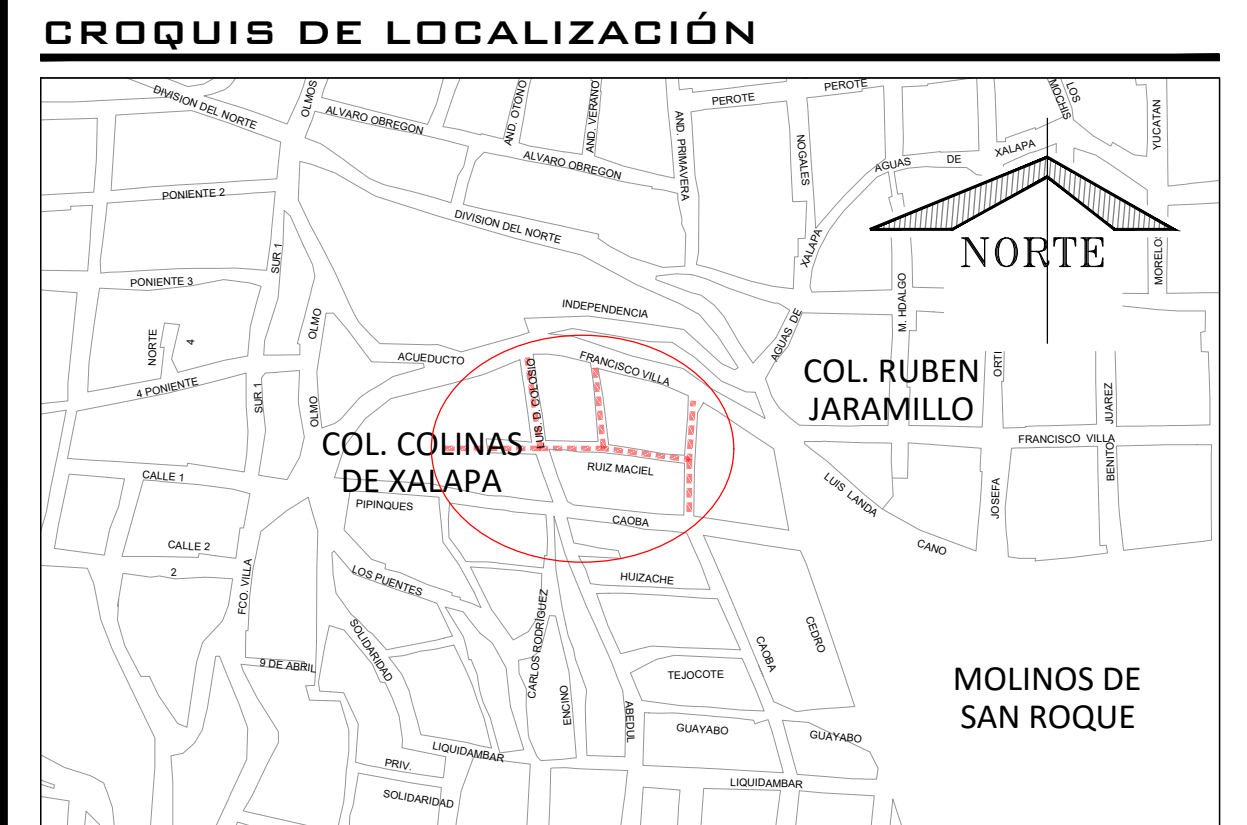 CROQUIS DE LOCALIZACIÓN
DIVISION DEL NORTE
OLMOS
ALVARO OBREGON
AND. OTONO
AND. VERANO
ALVARO OBREGON
AND. PRIMAVERA
PEROTE
PEROTE
LOS
MOCHIS
YUCATAN
NOGALES
AGUAS DE XALAPA
NORTE
PONIENTE 2
DIVISION DEL NORTE
SUR 1
XALAPA
MORELO
PONIENTE 3
INDEPENDENCIA
M. HDALGO
OLMO
AGUAS DE
NORTE
4
ACUEDUCTO
FRANCISCO VILLA
COL. RUBEN
JARAMILLO
ORTI
4 PONIENTE
SUR 1
OLMO
LUIS. D. COLOSIO
BENITO JUAREZ
COL. COLINAS
DE XALAPA
FRANCISCO VILLA
RUIZ MACIEL
CALLE 1
LUIS LANDA
JOSEFA
PIPINQUES
CAOBA
CALLE 2
CANO
2
LOS PUENTES
HUIZACHE
FCO. VILLA
SOLIDARIDAD
CARLOS RODRÍGUEZ
CEDRO
CAOBA
9 DE ABRIL
TEJOCOTE
MOLINOS DE
SAN ROQUE
ENCINO
ABEDUL
GUAYABO
GUAYABO
LIQUIDAMBAR
PRIV.
LIQUIDAMBAR
SOLIDARIDAD